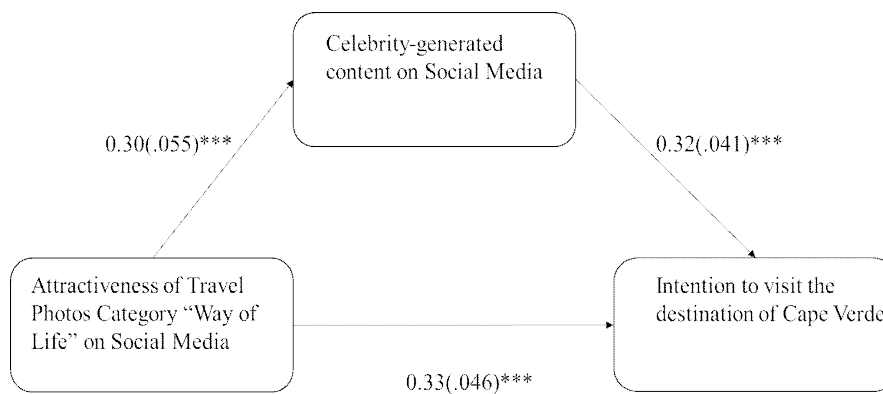 Celebrity-generated
content on Social Media
0.30(.055)***
0.32(.041)***
Attractiveness of Travel
Photos Category “Way of
Life” on Social Media
Intention to visit the
destination of Cape Verde
0.33(.046)***